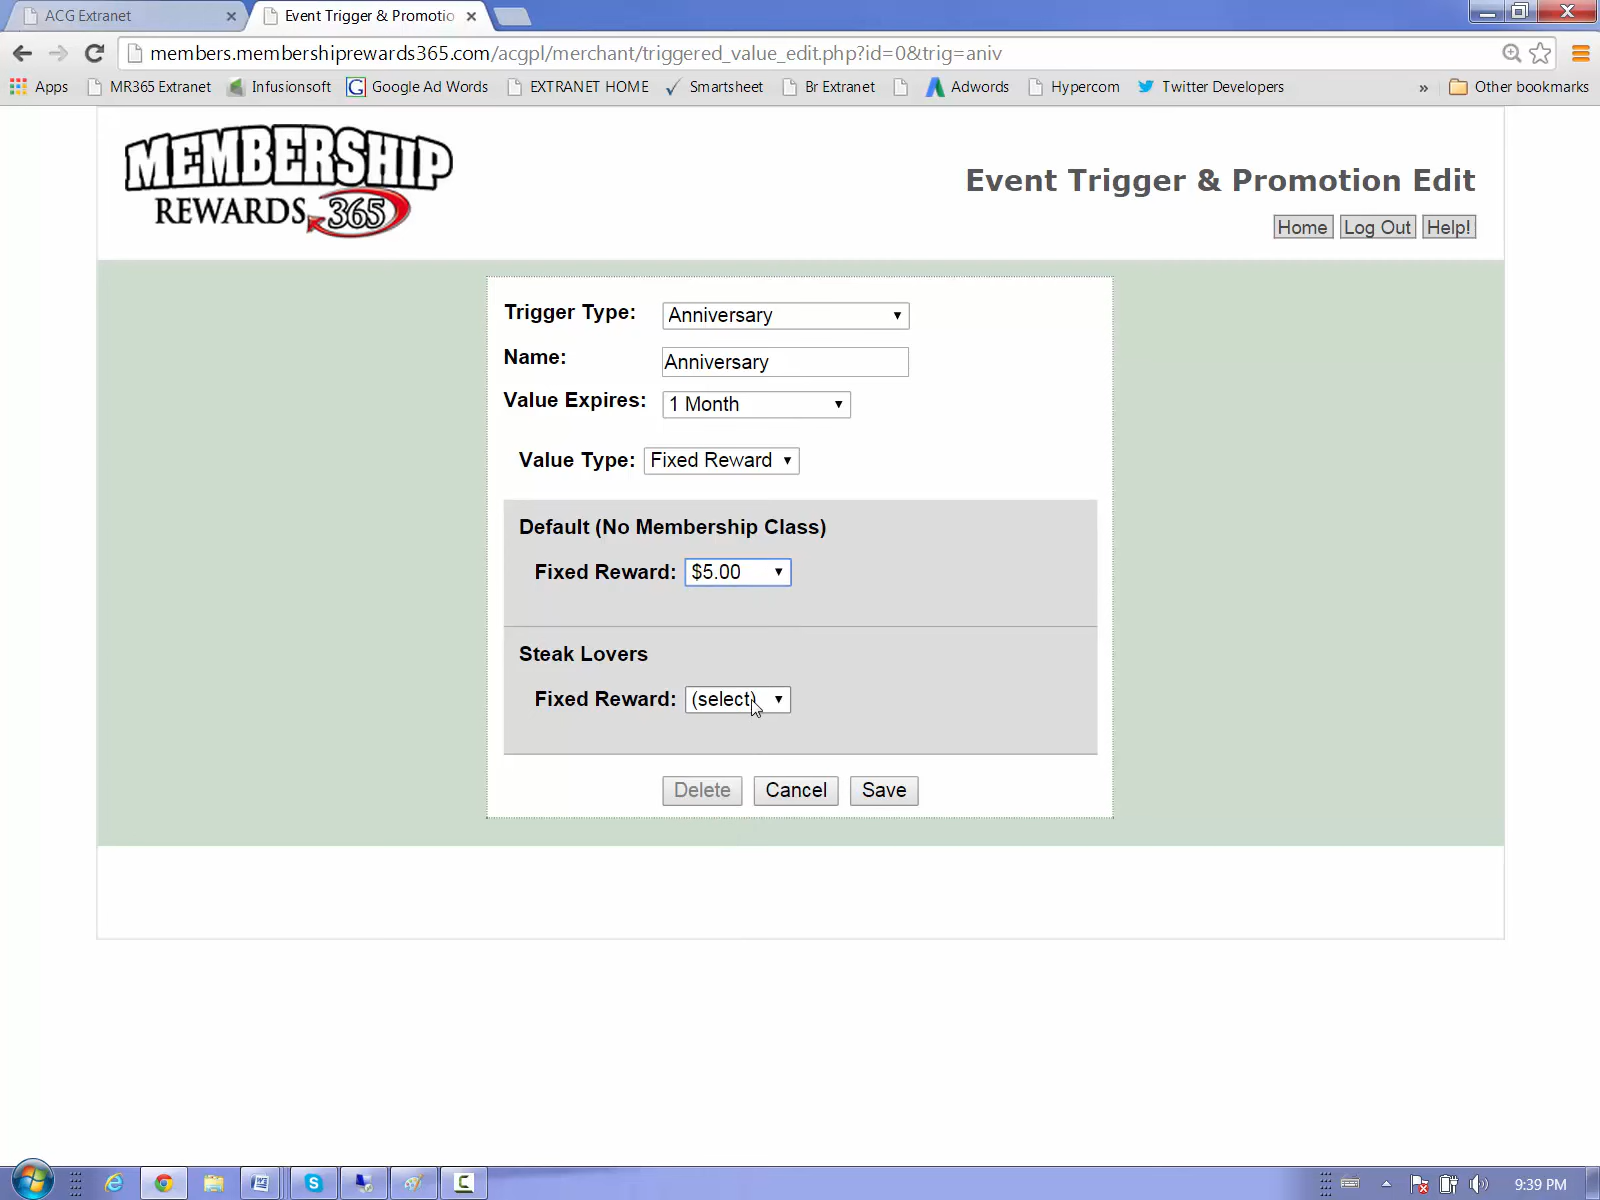 ACG Extranet
Event Trigger & Promotio
members.membershiprewards365.com/acgpl/merchant/triggered_value_edit.php?id=0&trig=aniv
Apps MR365 Extranet Infusionsoft Google Ad Words EXTRANET HOME Smartsheet Br Extranet Adwords Hypercom Twitter Developers » Other bookmarks
MEMBERSHIP
REWARDS 365
Event Trigger & Promotion Edit
Home Log Out Help!
Trigger Type: Anniversary
Name: Anniversary
Value Expires: 1 Month
Value Type: Fixed Reward
Default (No Membership Class)
Fixed Reward: $5.00
Steak Lovers
Fixed Reward: (select)
Delete Cancel Save
9:39 PM